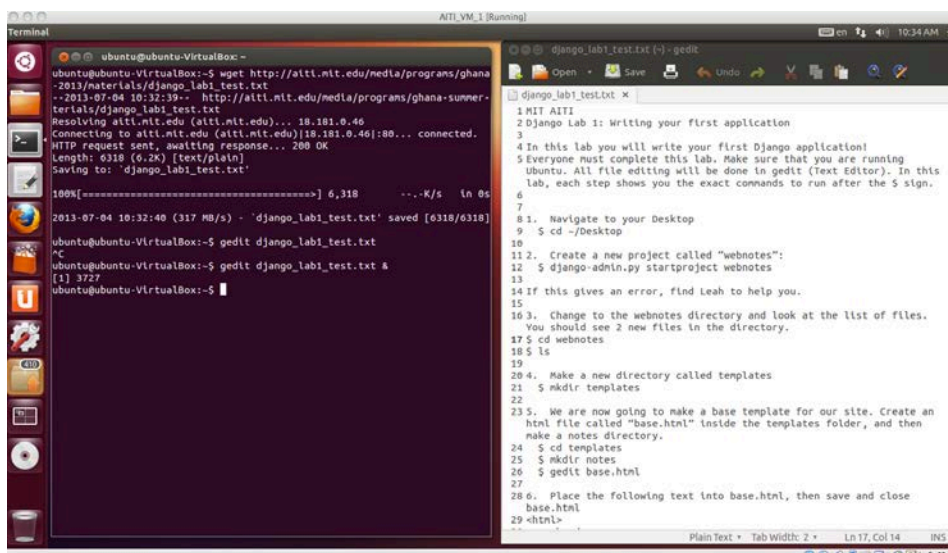 AITI_VM_1 [Running]
Terminal
en
10:34 AM
ubuntu@ubuntu-VirtualBox: ~
ubuntu@ubuntu-VirtualBox:~$ wget http://aiti.mit.edu/media/programs/ghana
-2013/materials/django_lab1_test.txt
--2013-07-04 10:32:39-- http://aiti.mit.edu/media/programs/ghana-summer-
terials/django_lab1_test.txt
Resolving aiti.mit.edu (aiti.mit.edu)... 18.181.0.46
Connecting to aiti.mit.edu (aiti.mit.edu)|18.181.0.46|:80... connected.
HTTP request sent, awaiting response... 200 OK
Length: 6318 (6.2K) [text/plain]
Saving to: `django_lab1_test.txt'
100%[======================================>] 6,318 --.-K/s in 0s
2013-07-04 10:32:40 (317 MB/s) - `django_lab1_test.txt' saved [6318/6318]
ubuntu@ubuntu-VirtualBox:~$ gedit django_lab1_test.txt
^C
ubuntu@ubuntu-VirtualBox:~$ gedit django_lab1_test.txt &
[1] 3727
ubuntu@ubuntu-VirtualBox:~$
django_lab1_test.txt (~) - gedit
Open Save Undo
django_lab1_test.txt ×
1 MIT AITI
2 Django Lab 1: Writing your first application
3
4 In this lab you will write your first Django application!
5 Everyone must complete this lab. Make sure that you are running
Ubuntu. All file editing will be done in gedit (Text Editor). In this
lab, each step shows you the exact commands to run after the $ sign.
6
7
8 1. Navigate to your Desktop
9 $ cd ~/Desktop
10
11 2. Create a new project called "webnotes":
12 $ django-admin.py startproject webnotes
13
14 If this gives an error, find Leah to help you.
15
16 3. Change to the webnotes directory and look at the list of files.
You should see 2 new files in the directory.
17 $ cd webnotes
18 $ ls
19
20 4. Make a new directory called templates
21 $ mkdir templates
22
23 5. We are now going to make a base template for our site. Create an
html file called "base.html" inside the templates folder, and then
make a notes directory.
24 $ cd templates
25 $ mkdir notes
26 $ gedit base.html
27
28 6. Place the following text into base.html, then save and close
base.html
29 <html>
Plain Text Tab Width: 2 Ln 17, Col 14 INS